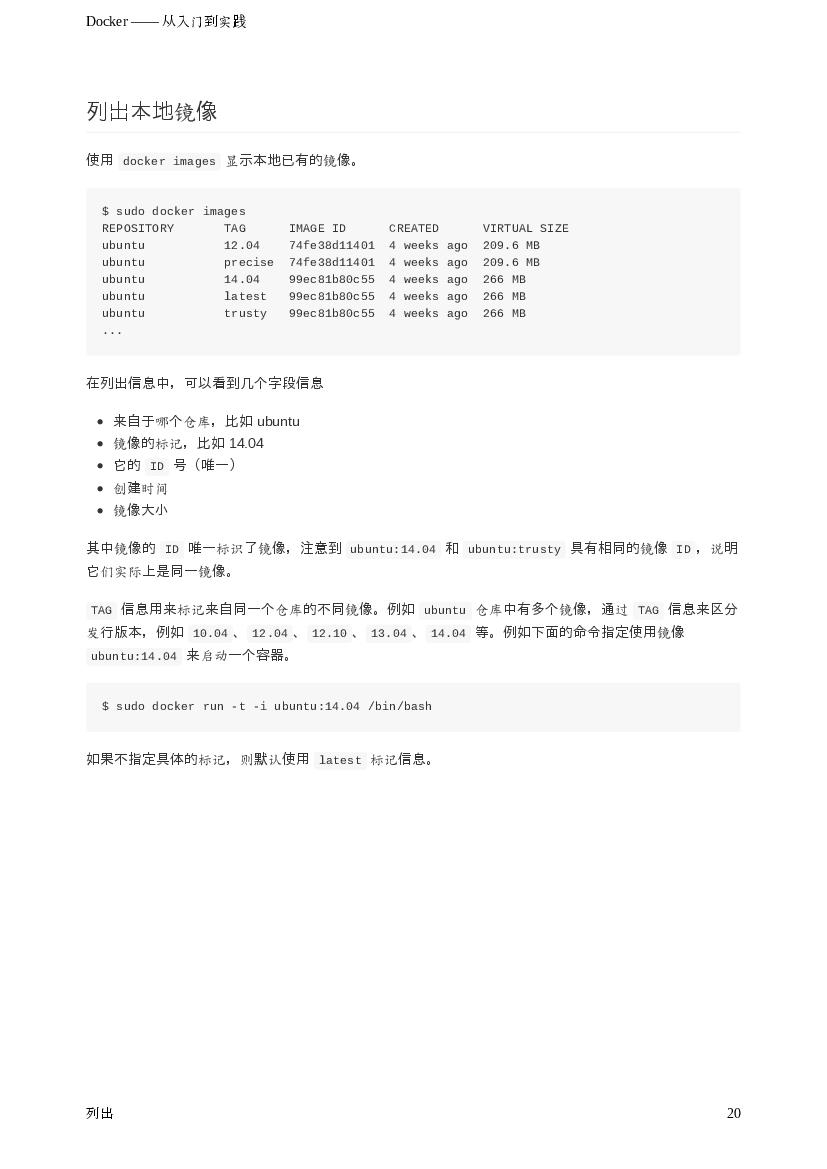 Docker —— 从入门到实践
列出本地镜像
使用 docker images 显示本地已有的镜像。
$ sudo docker images
REPOSITORY       TAG      IMAGE ID      CREATED      VIRTUAL SIZE
ubuntu           12.04    74fe38d11401  4 weeks ago  209.6 MB
ubuntu           precise  74fe38d11401  4 weeks ago  209.6 MB
ubuntu           14.04    99ec81b80c55  4 weeks ago  266 MB
ubuntu           latest   99ec81b80c55  4 weeks ago  266 MB
ubuntu           trusty   99ec81b80c55  4 weeks ago  266 MB
...
在列出信息中，可以看到几个字段信息
• 来自于哪个仓库，比如 ubuntu
• 镜像的标记，比如 14.04
• 它的 ID 号（唯一）
• 创建时间
• 镜像大小
其中镜像的 ID 唯一标识了镜像，注意到 ubuntu:14.04 和 ubuntu:trusty 具有相同的镜像 ID ，说明
它们实际上是同一镜像。
TAG 信息用来标记来自同一个仓库的不同镜像。例如 ubuntu 仓库中有多个镜像，通过 TAG 信息来区分
发行版本，例如 10.04 、 12.04 、 12.10 、 13.04 、 14.04 等。例如下面的命令指定使用镜像
ubuntu:14.04 来启动一个容器。
$ sudo docker run -t -i ubuntu:14.04 /bin/bash
如果不指定具体的标记，则默认使用 latest 标记信息。
列出 20